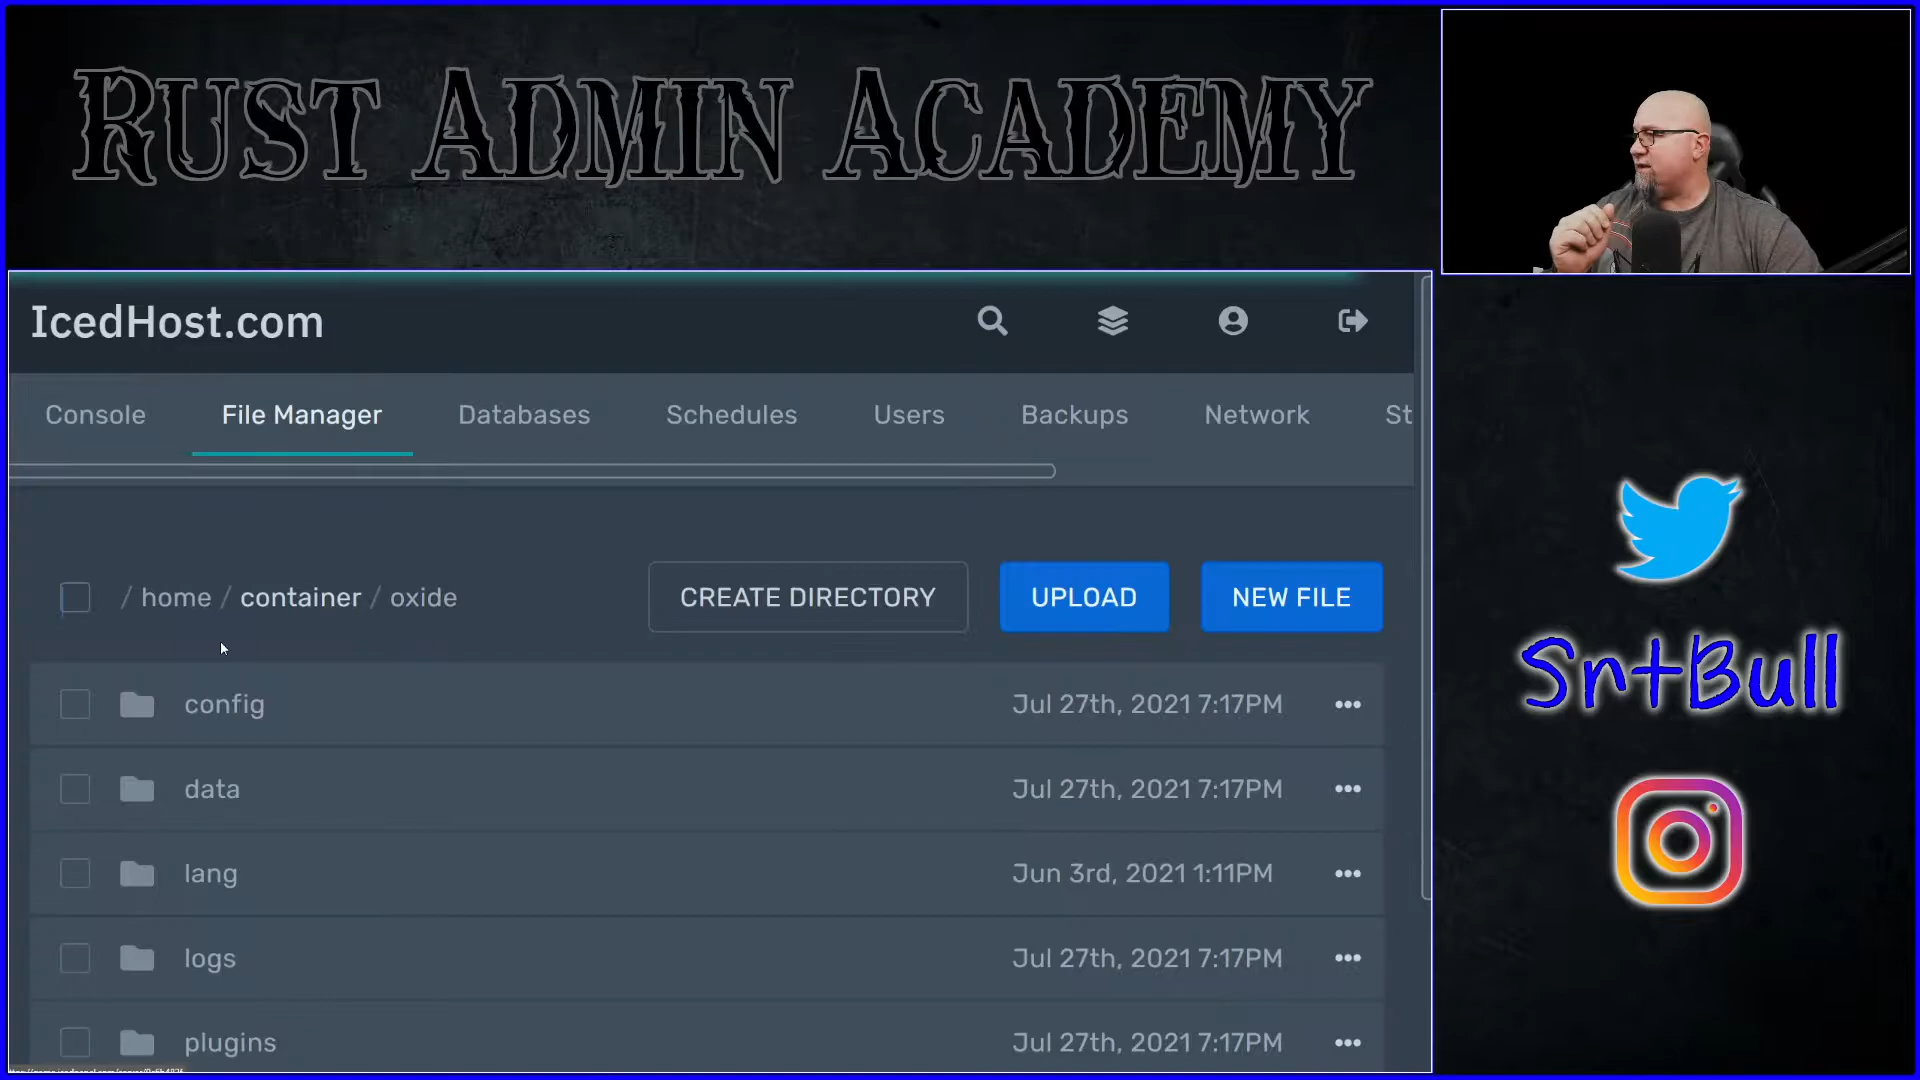 Rust Admin Academy
IcedHost.com
Console File Manager Databases Schedules Users Backups Network St
/ home / container / oxide CREATE DIRECTORY UPLOAD NEW FILE
config Jul 27th, 2021 7:17PM
data Jul 27th, 2021 7:17PM
lang Jun 3rd, 2021 1:11PM
logs Jul 27th, 2021 7:17PM
plugins Jul 27th, 2021 7:17PM
SntBull